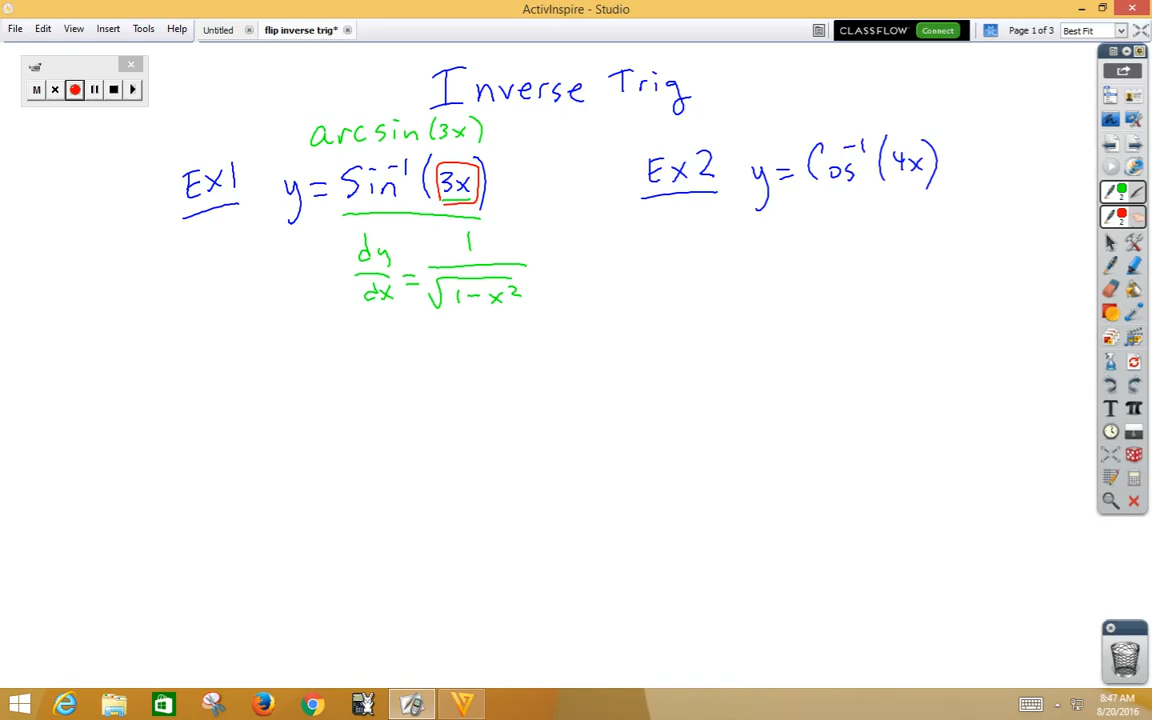 ActivInspire - Studio
File Edit View Insert Tools Help
Untitled
flip inverse trig*
CLASSFLOW Connect
Page 1 of 3
Best Fit
M
Inverse Trig
arcsin(3x)
Ex1 y = Sin⁻¹(3x)
Ex2 y = Cos⁻¹(4x)
dy/dx = 1/√(1-x²)
2
2
T
8:47 AM
8/20/2016